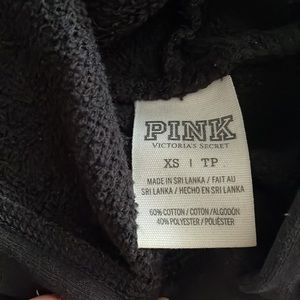 PINK
VICTORIA'S SECRET
XS | TP
MADE IN SRI LANKA / FAIT AU
SRI LANKA / HECHO EN SRI LANKA
60% COTTON / COTON /ALGODÓN
40% POLYESTER / POLIÉSTER